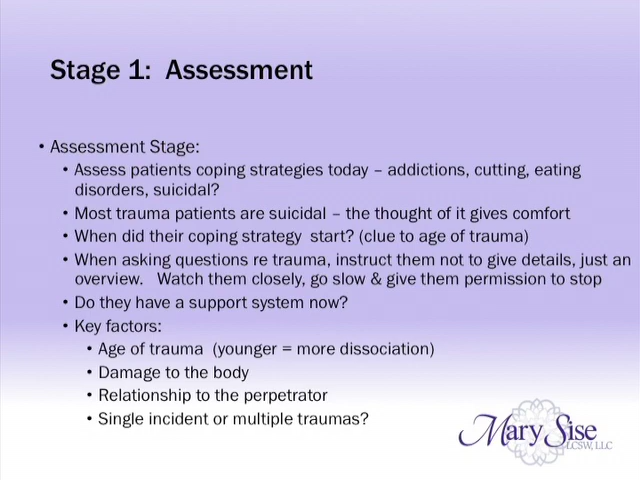 Stage 1:  Assessment
• Assessment Stage:
• Assess patients coping strategies today – addictions, cutting, eating
disorders, suicidal?
• Most trauma patients are suicidal – the thought of it gives comfort
• When did their coping strategy  start? (clue to age of trauma)
• When asking questions re trauma, instruct them not to give details, just an
overview.   Watch them closely, go slow & give them permission to stop
• Do they have a support system now?
• Key factors:
• Age of trauma  (younger = more dissociation)
• Damage to the body
• Relationship to the perpetrator
• Single incident or multiple traumas?
Mary Sise
LCSW, LLC